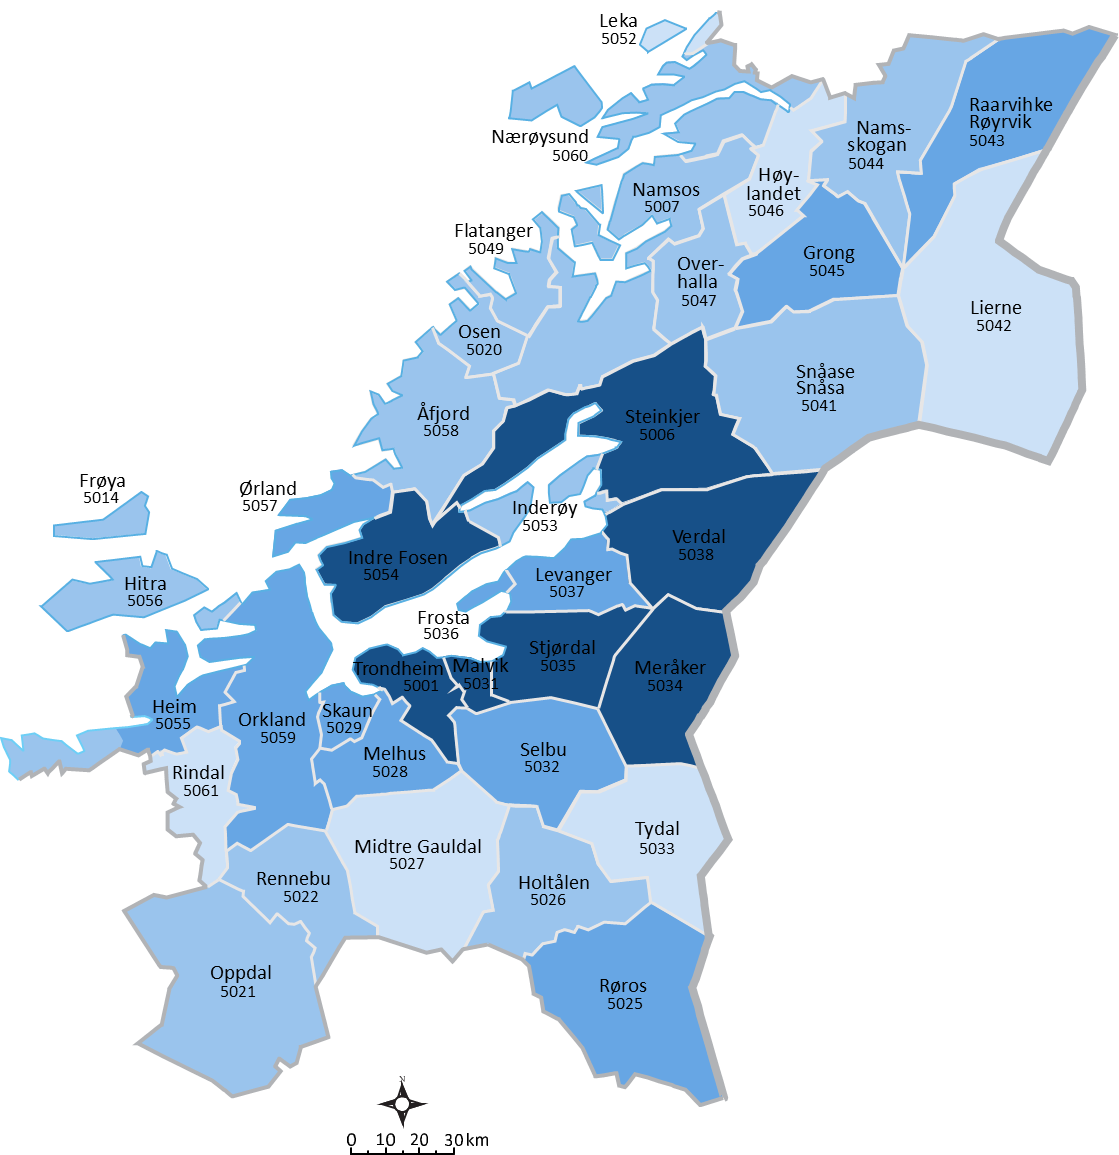 Leka
5052
Nærøysund
5060
Raarvihke
Røyrvik
5043
Nams-
skogan
5044
Namsos
5007
Høy-
landet
5046
Flatanger
5049
Grong
5045
Over-
halla
5047
Lierne
5042
Osen
5020
Snåase
Snåsa
5041
Åfjord
5058
Steinkjer
5006
Frøya
5014
Ørland
5057
Inderøy
5053
Verdal
5038
Indre Fosen
5054
Hitra
5056
Levanger
5037
Frosta
5036
Stjørdal
5035
Trondheim
5001
Malvik
5031
Meråker
5034
Heim
5055
Orkland
5059
Skaun
5029
Melhus
5028
Selbu
5032
Rindal
5061
Tydal
5033
Midtre Gauldal
5027
Rennebu
5022
Holtålen
5026
Oppdal
5021
Røros
5025
N
0 10 20 30 km